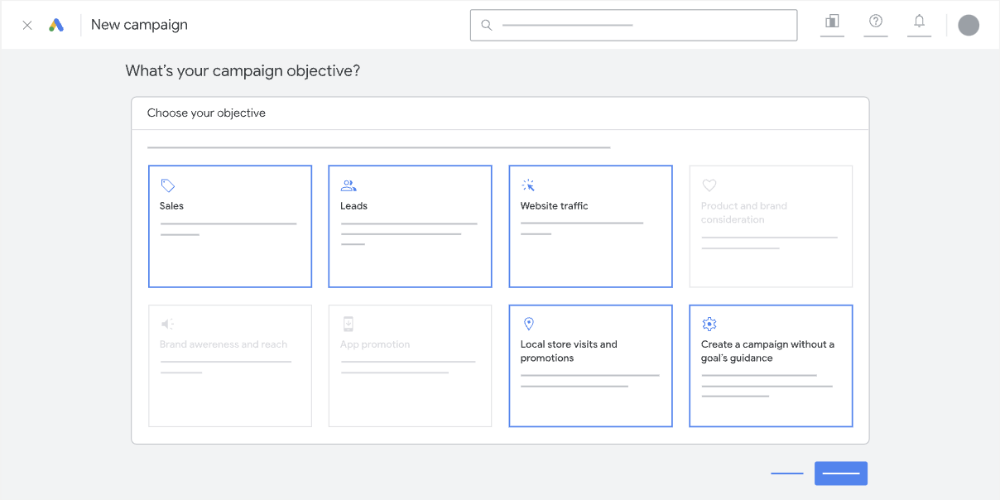 New campaign
What's your campaign objective?
Choose your objective
Sales
Leads
Website traffic
Product and brand
consideration
Brand awereness and reach
App promotion
Local store visits and
promotions
Create a campaign without a
goal's guidance